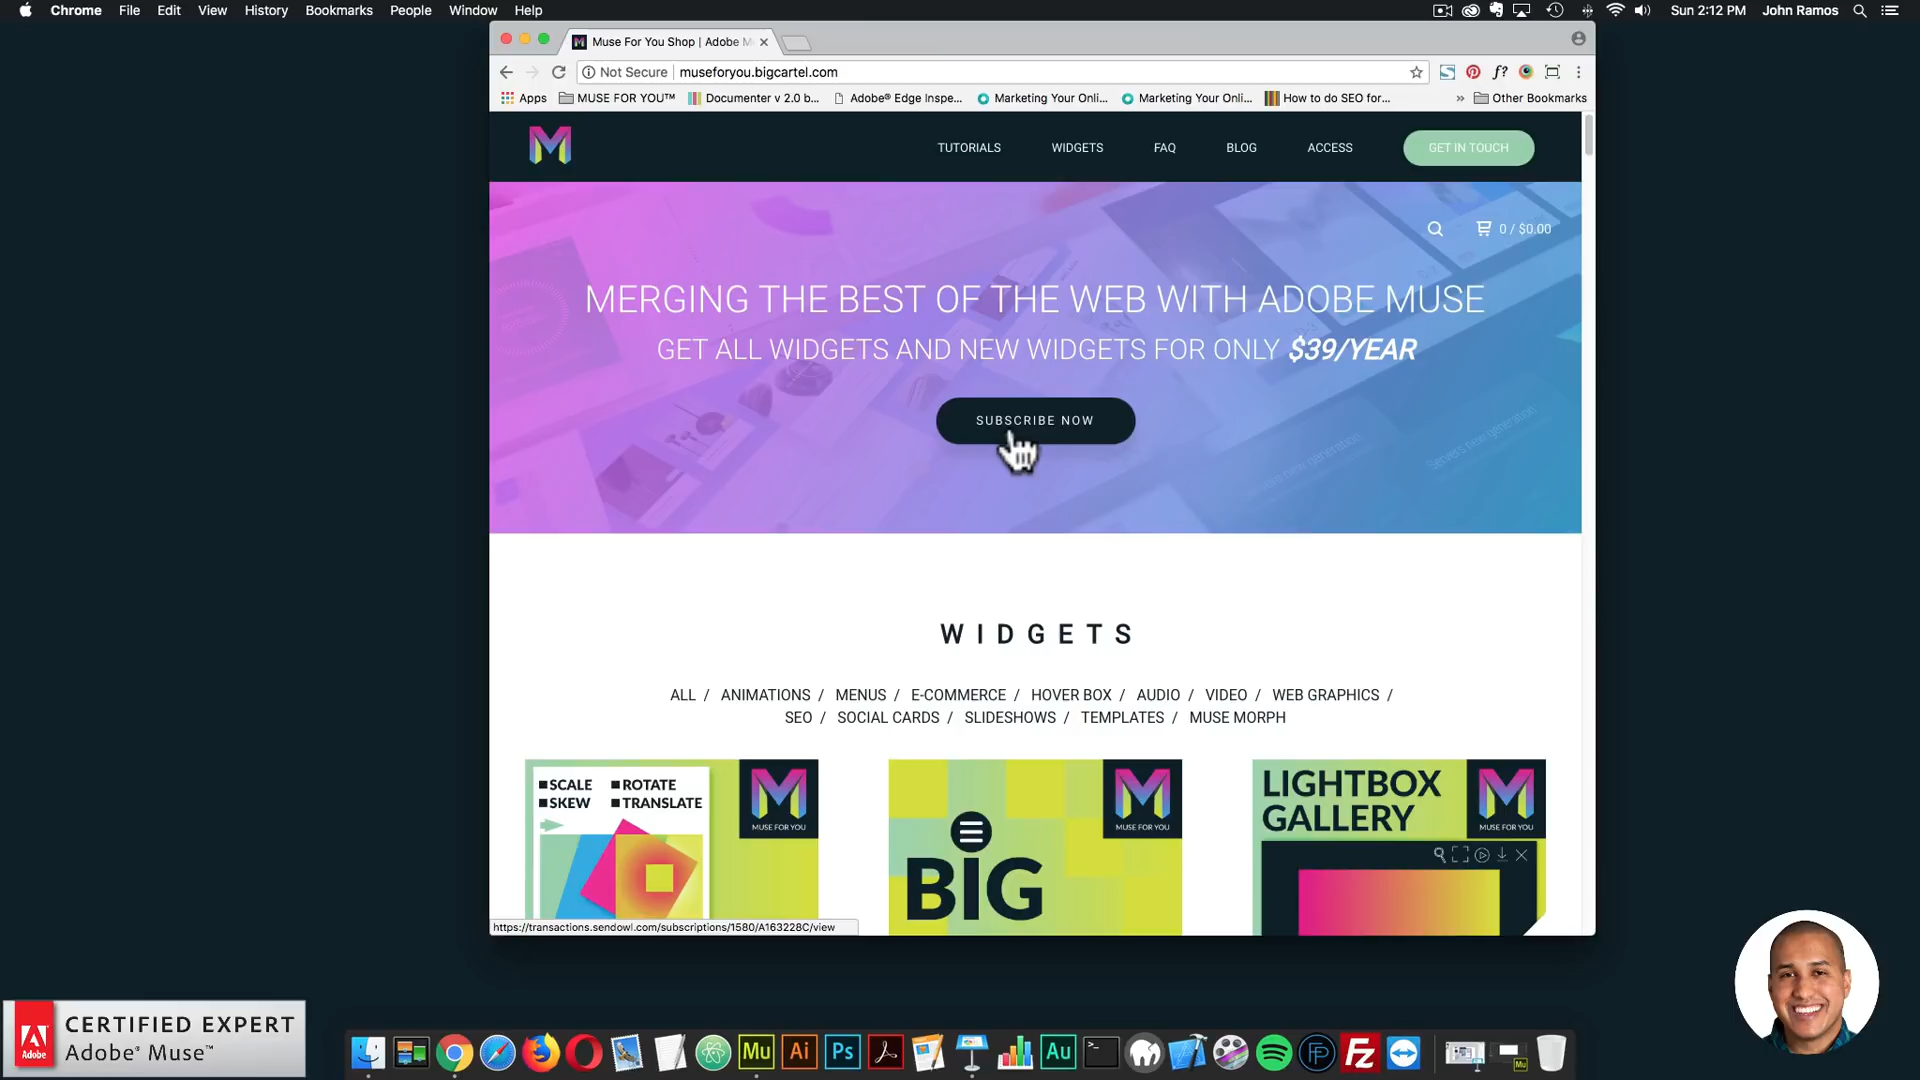 Chrome File Edit View History Bookmarks People Window Help
Sun 2:12 PM John Ramos
Muse For You Shop | Adobe M
Not Secure museforyou.bigcartel.com
f?
Apps MUSE FOR YOU™ Documenter v 2.0 b... Adobe® Edge Inspe... Marketing Your Onli... Marketing Your Onli... How to do SEO for... » Other Bookmarks
TUTORIALS WIDGETS FAQ BLOG ACCESS GET IN TOUCH
0 / $0.00
MERGING THE BEST OF THE WEB WITH ADOBE MUSE
GET ALL WIDGETS AND NEW WIDGETS FOR ONLY $39/YEAR
SUBSCRIBE NOW
WIDGETS
ALL / ANIMATIONS / MENUS / E-COMMERCE / HOVER BOX / AUDIO / VIDEO / WEB GRAPHICS /
SEO / SOCIAL CARDS / SLIDESHOWS / TEMPLATES / MUSE MORPH
SCALE ROTATE
SKEW TRANSLATE
MUSE FOR YOU
BIG
MUSE FOR YOU
LIGHTBOX
GALLERY
MUSE FOR YOU
https://transactions.sendowl.com/subscriptions/1580/A163228C/view
Adobe
CERTIFIED EXPERT
Adobe® Muse™
Mu Ai Ps Au FP Fz Mu